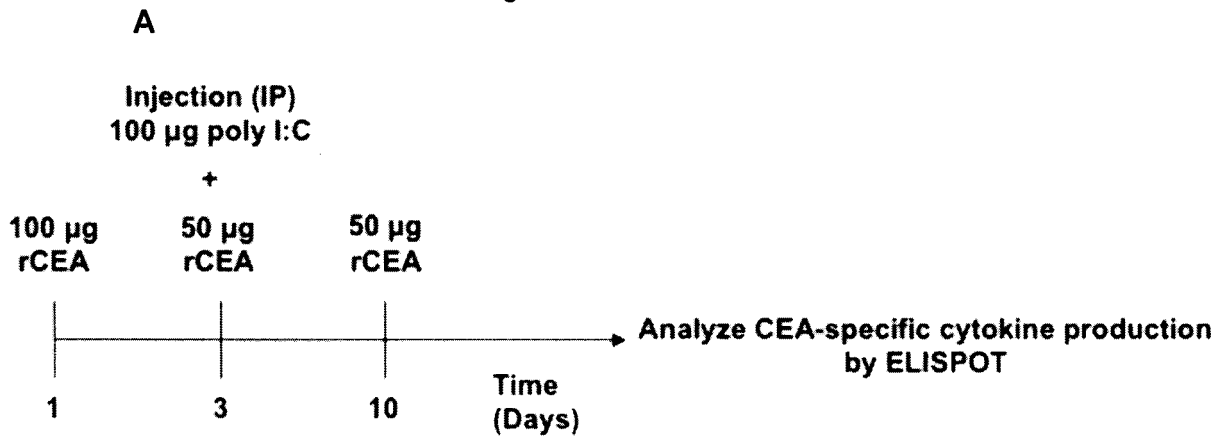 A
Injection (IP)
100 µg poly I:C
+
100 µg 50 µg 50 µg
rCEA rCEA rCEA
Analyze CEA-specific cytokine production
by ELISPOT
1 3 10 Time
(Days)